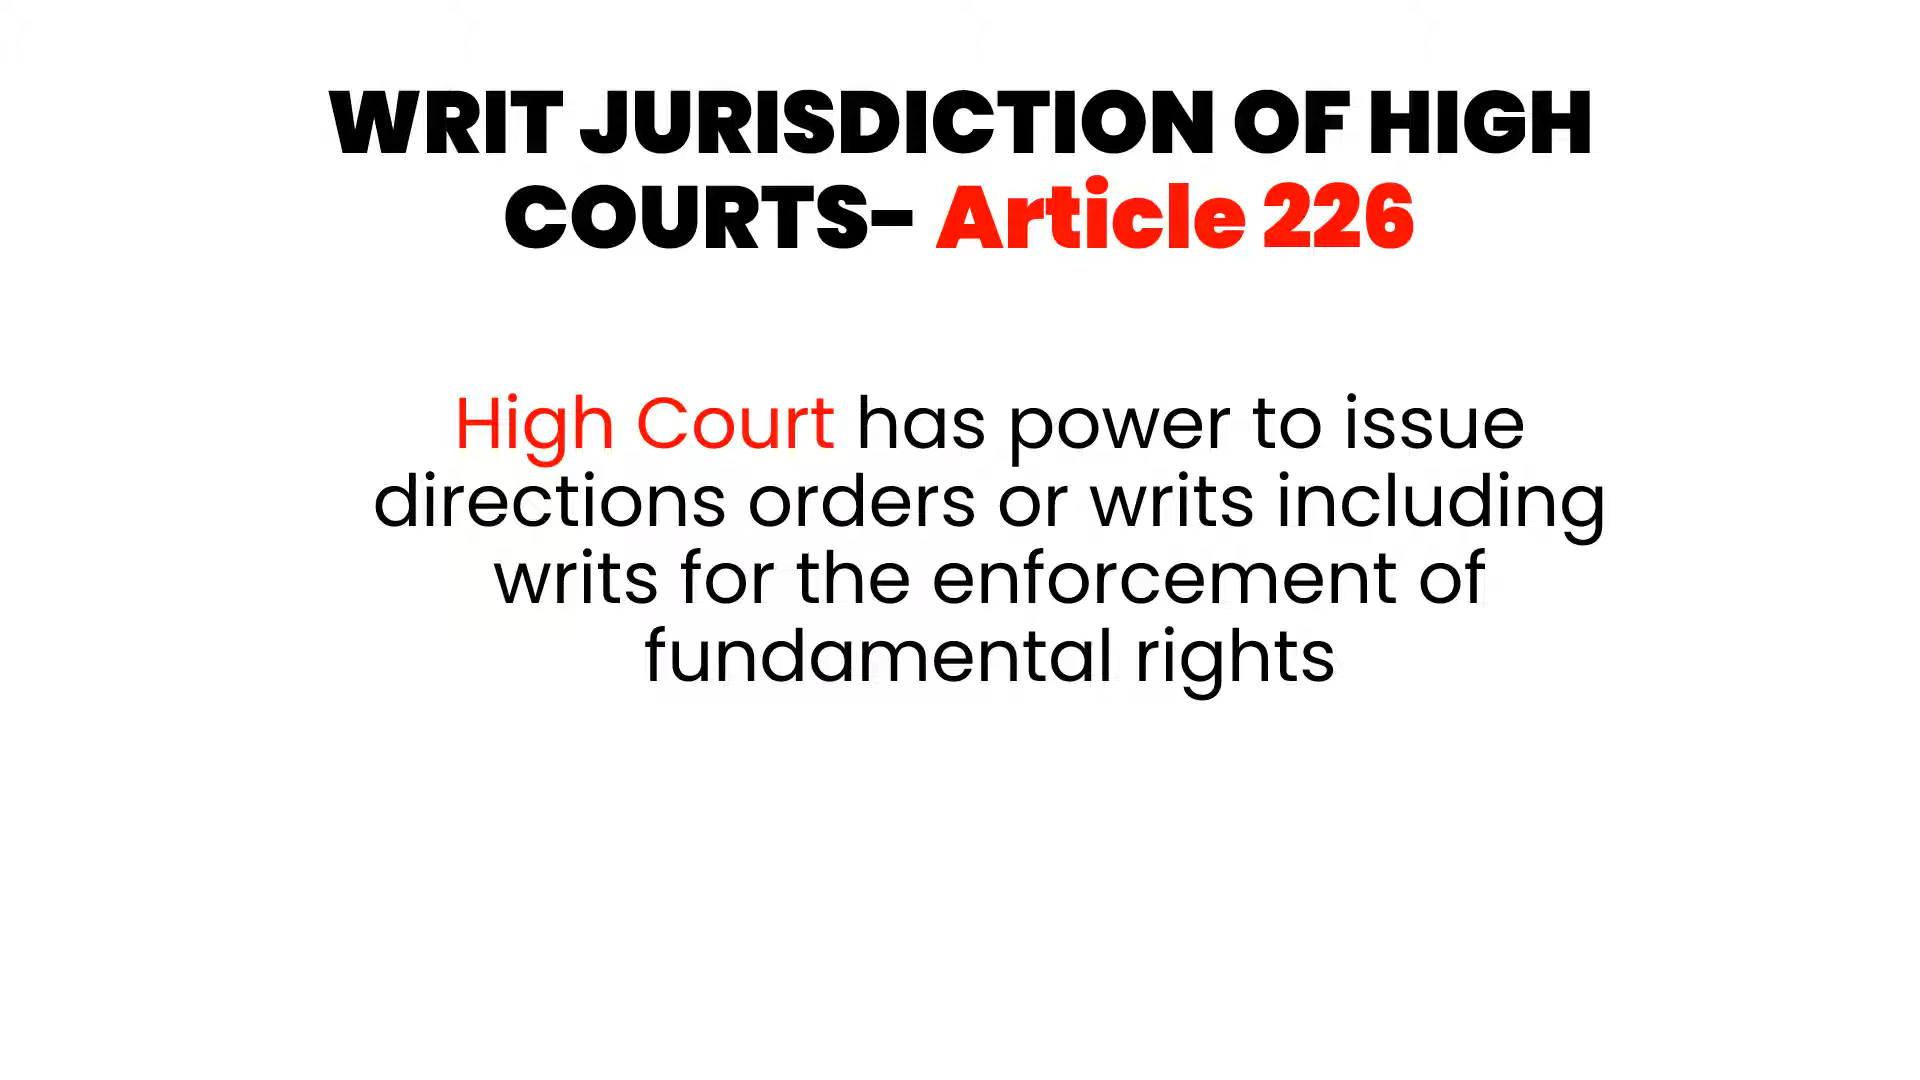 WRIT JURISDICTION OF HIGH
COURTS- Article 226
High Court has power to issue
directions orders or writs including
writs for the enforcement of
fundamental rights